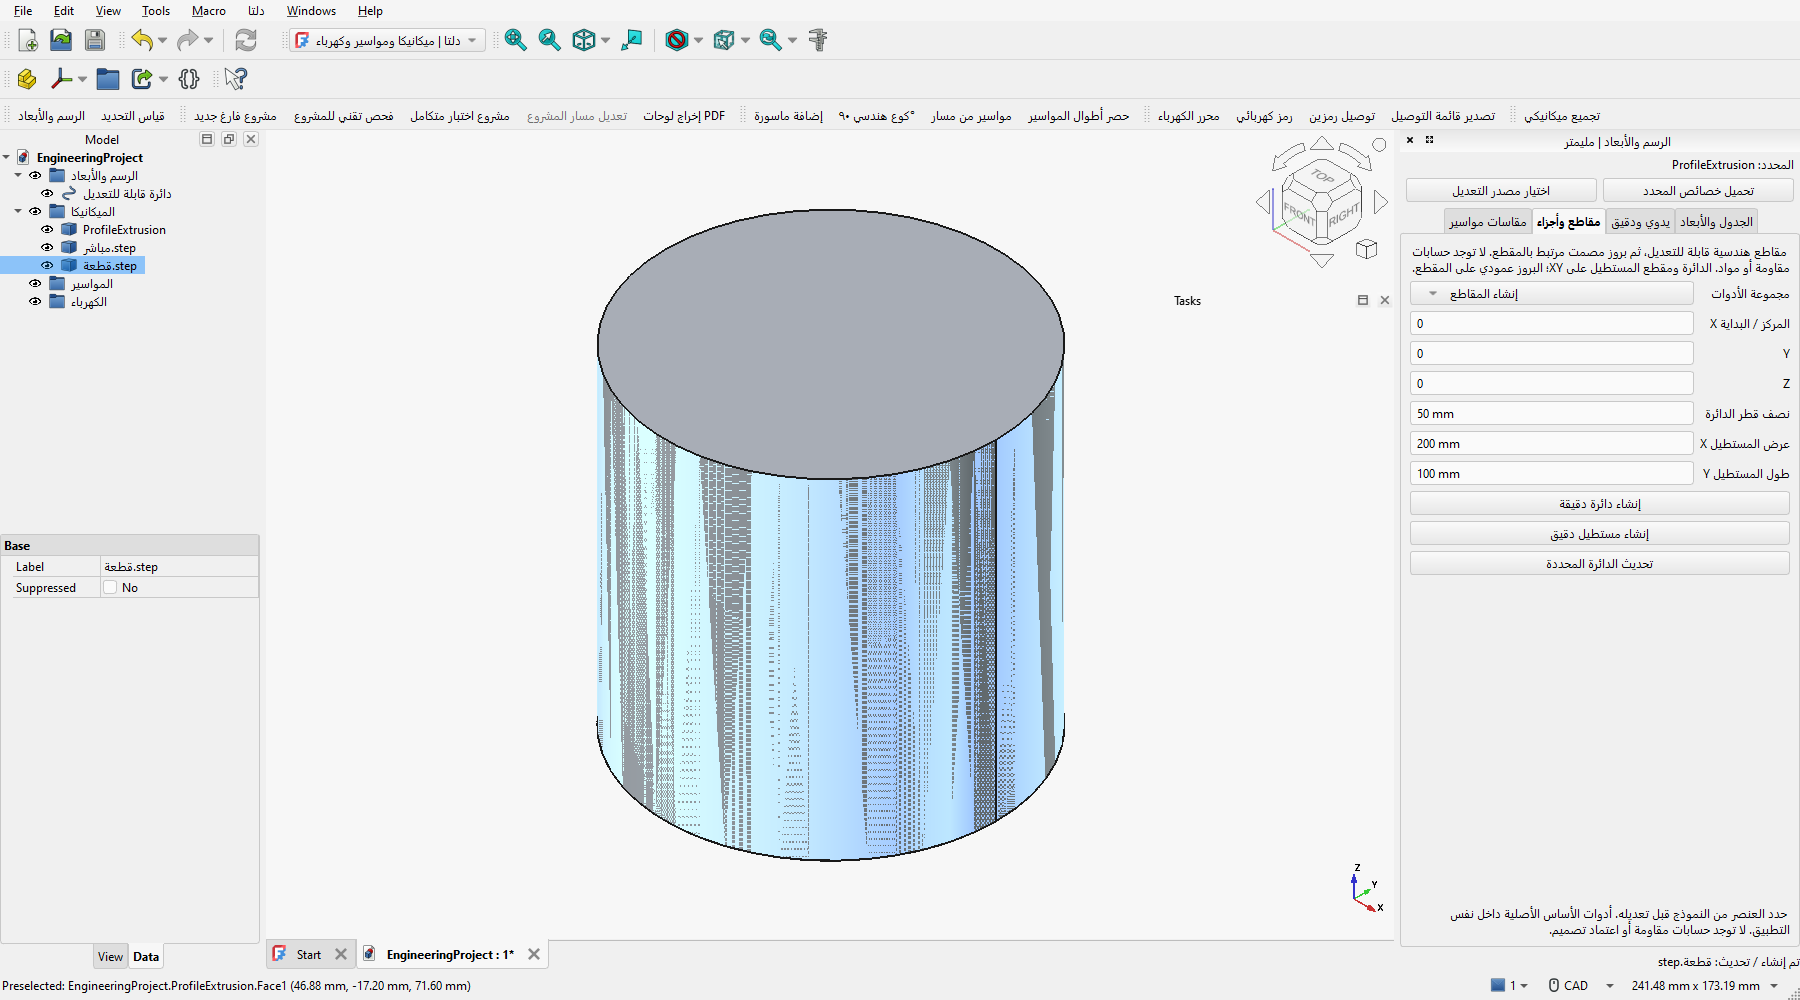 File Edit View Tools Macro دلتا Windows Help
دلتا | ميكانيكا ومواسير وكهرباء
الرسم والأبعاد قياس التحديد مشروع فارغ جديد فحص تقني للمشروع مشروع اختبار متكامل تعديل مسار المشروع إخراج لوحات PDF إضافة ماسورة كوع هندسي ٩٠° مواسير من مسار حصر أطوال المواسير محرر الكهرباء رمز كهربائي توصيل رمزين تصدير قائمة التوصيل تجميع ميكانيكي
Model
EngineeringProject
الرسم والأبعاد
دائرة قابلة للتعديل
الميكانيكا
ProfileExtrusion
مباشر.step
قطعة.step
المواسير
الكهرباء
Base
Label قطعة.step
Suppressed No
View Data
TOP
FRONT
RIGHT
Tasks
Z
Y
X
Start
EngineeringProject : 1*
الرسم والأبعاد | مليمتر
المحدد: ProfileExtrusion
تحميل خصائص المحدد
اختيار مصدر التعديل
الجدول والأبعاد
يدوي ودقيق
مقاطع وأجزاء
مقاسات مواسير
مقاطع هندسية قابلة للتعديل، ثم بروز مصمت مرتبط بالمقطع. لا توجد حسابات
مقاومة أو مواد. الدائرة ومقطع المستطيل على XY؛ البروز عمودي على المقطع.
مجموعة الأدوات إنشاء المقاطع
المركز / البداية X 0
Y 0
Z 0
نصف قطر الدائرة 50 mm
عرض المستطيل X 200 mm
طول المستطيل Y 100 mm
إنشاء دائرة دقيقة
إنشاء مستطيل دقيق
تحديث الدائرة المحددة
حدد العنصر من النموذج قبل تعديله. أدوات الأساس الأصلية داخل نفس
التطبيق. لا توجد حسابات مقاومة أو اعتماد تصميم.
تم إنشاء / تحديث: قطعة.step
Preselected: EngineeringProject.ProfileExtrusion.Face1 (46.88 mm, -17.20 mm, 71.60 mm)
1 CAD 241.48 mm x 173.19 mm